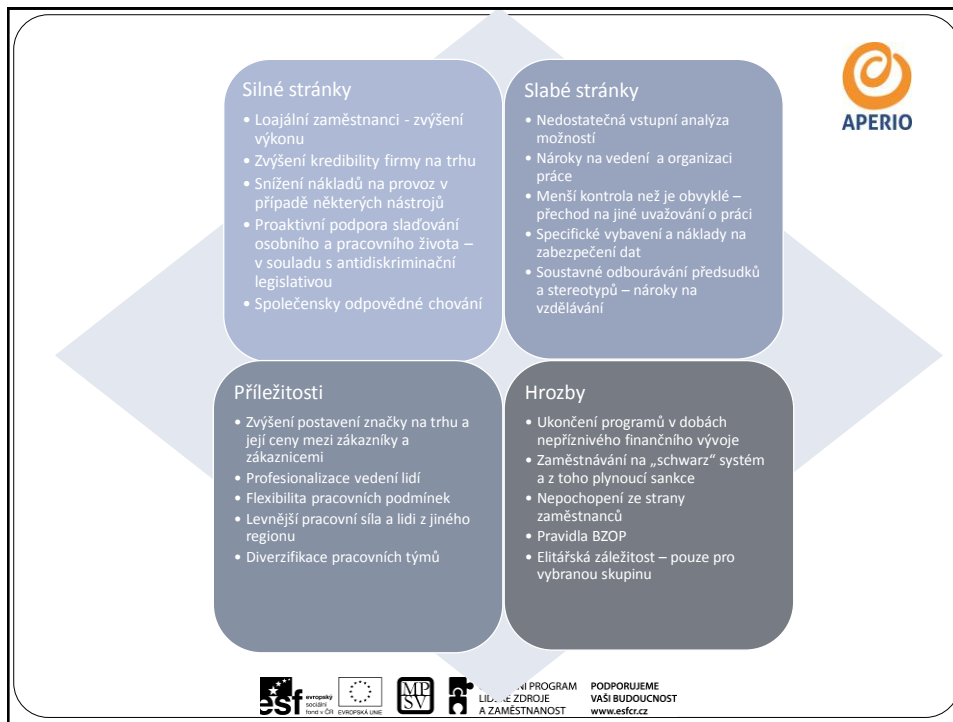 Silné stránky
• Loajální zaměstnanci - zvýšení
výkonu
• Zvýšení kredibility firmy na trhu
• Snížení nákladů na provoz v
případě některých nástrojů
• Proaktivní podpora slaďování
osobního a pracovního života –
v souladu s antidiskriminační
legislativou
• Společensky odpovědné chování
Slabé stránky
• Nedostatečná vstupní analýza
možností
• Nároky na vedení a organizaci
práce
• Menší kontrola než je obvyklé –
přechod na jiné uvažování o práci
• Specifické vybavení a náklady na
zabezpečení dat
• Soustavné odbourávání předsudků
a stereotypů – nároky na
vzdělávání
APERIO
Příležitosti
• Zvýšení postavení značky na trhu a
její ceny mezi zákazníky a
zákaznicemi
• Profesionalizace vedení lidí
• Flexibilita pracovních podmínek
• Levnější pracovní síla a lidi z jiného
regionu
• Diverzifikace pracovních týmů
Hrozby
• Ukončení programů v dobách
nepříznivého finančního vývoje
• Zaměstnávání na „schwarz“ systém
a z toho plynoucí sankce
• Nepochopení ze strany
zaměstnanců
• Pravidla BZOP
• Elitářská záležitost – pouze pro
vybranou skupinu
esf
evropský
sociální
fond v ČR
EVROPSKÁ UNIE
MP
SV
PROGRAM
ZDROJE
A ZAMĚSTNANOST
PODPORUJEME
VAŠI BUDOUCNOST
www.esfcr.cz